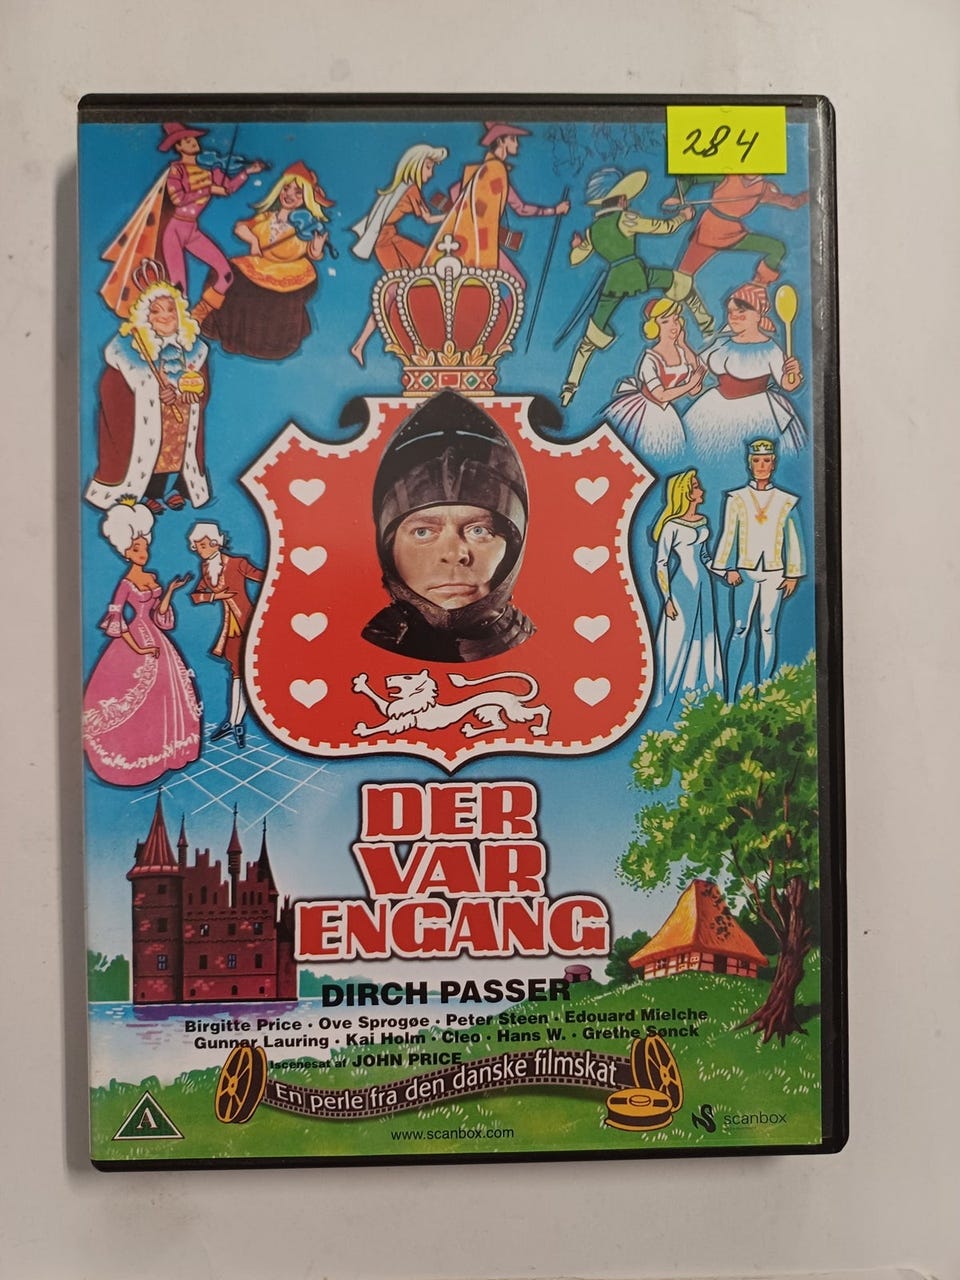 284
DER
VAR
ENGANG
DIRCH PASSER
Birgitte Price · Ove Sprogøe · Peter Steen · Edouard Mielche
Gunnar Lauring · Kai Holm · Cleo · Hans W. · Grethe Sønck
Iscenesat af JOHN PRICE
En perle fra den danske filmskat
A
www.scanbox.com
scanbox